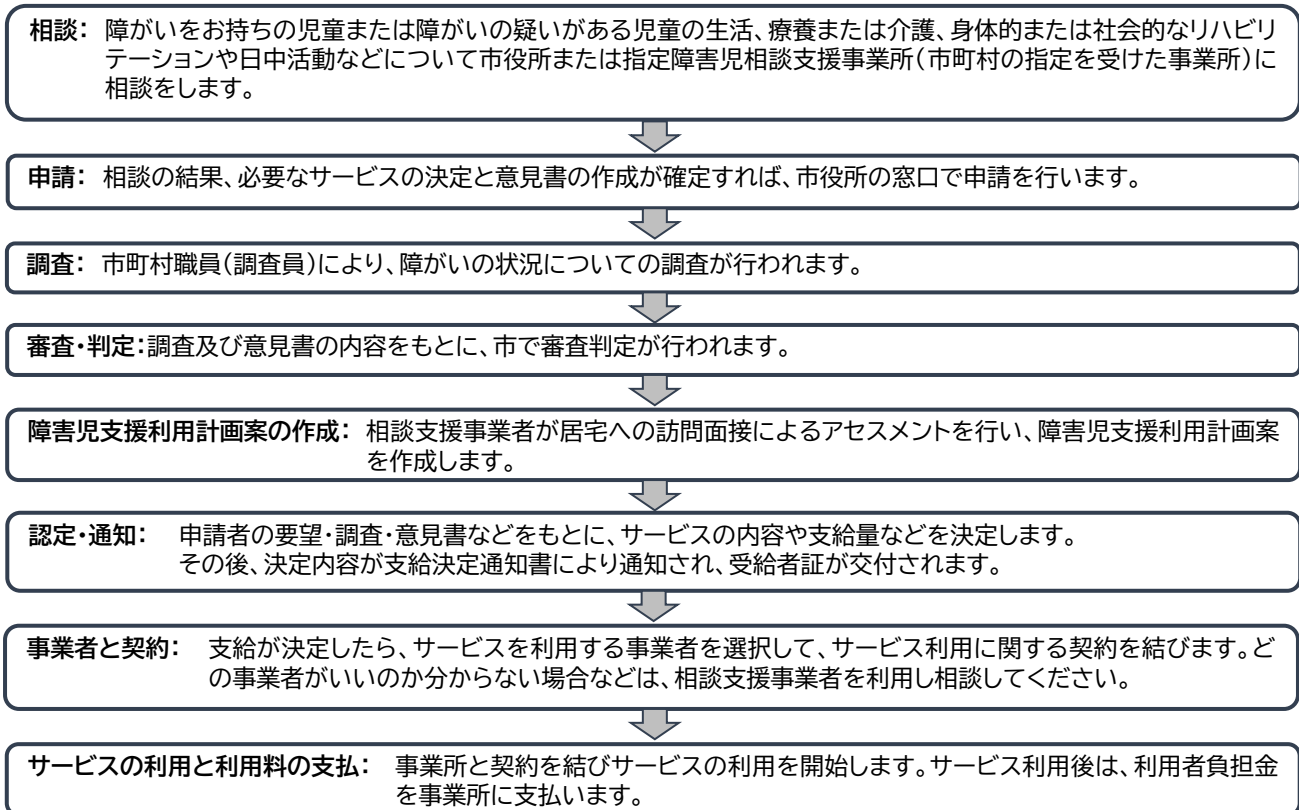 相談： 障がいをお持ちの児童または障がいの疑いがある児童の生活、療養または介護、身体的または社会的なリハビリ
テーションや日中活動などについて市役所または指定障害児相談支援事業所（市町村の指定を受けた事業所）に
相談をします。
申請： 相談の結果、必要なサービスの決定と意見書の作成が確定すれば、市役所の窓口で申請を行います。
調査： 市町村職員（調査員）により、障がいの状況についての調査が行われます。
審査・判定：調査及び意見書の内容をもとに、市で審査判定が行われます。
障害児支援利用計画案の作成： 相談支援事業者が居宅への訪問面接によるアセスメントを行い、障害児支援利用計画案
を作成します。
認定・通知： 申請者の要望・調査・意見書などをもとに、サービスの内容や支給量などを決定します。
その後、決定内容が支給決定通知書により通知され、受給者証が交付されます。
事業者と契約： 支給が決定したら、サービスを利用する事業者を選択して、サービス利用に関する契約を結びます。ど
の事業者がいいのか分からない場合などは、相談支援事業者を利用し相談してください。
サービスの利用と利用料の支払： 事業所と契約を結びサービスの利用を開始します。サービス利用後は、利用者負担金
を事業所に支払います。